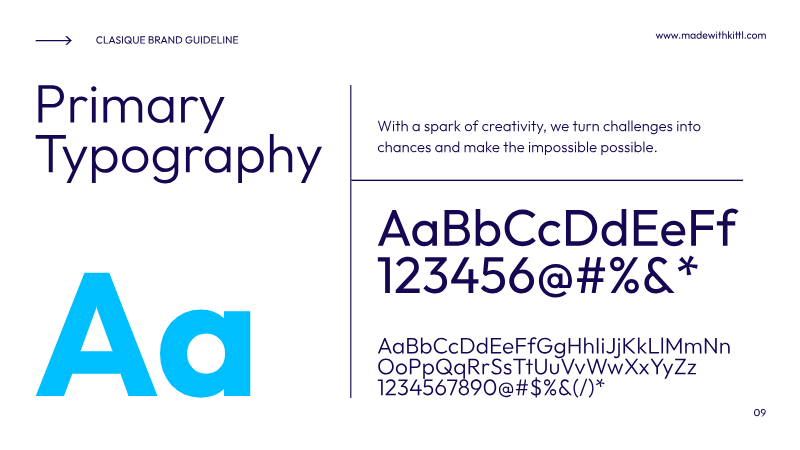 CLASIQUE BRAND GUIDELINE
www.madewithkittl.com
Primary
Typography
With a spark of creativity, we turn challenges into
chances and make the impossible possible.
AaBbCcDdEeFf
123456@#%&*
Aa
AaBbCcDdEeFfGgHhIiJjKkLlMmNn
OoPpQqRrSsTtUuVvWwXxYyZz
1234567890@#$%&(/)*
09